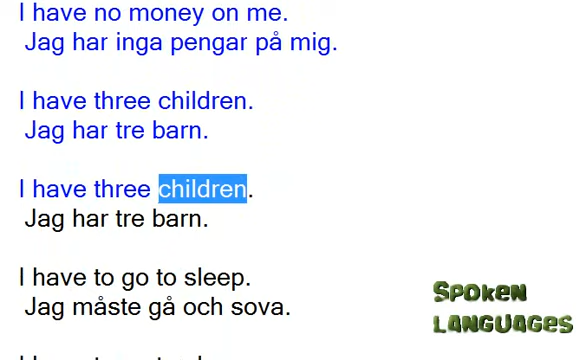 I have no money on me.
Jag har inga pengar på mig.
I have three children.
Jag har tre barn.
I have three children.
Jag har tre barn.
I have to go to sleep.
Jag måste gå och sova.
Spoken
Languages